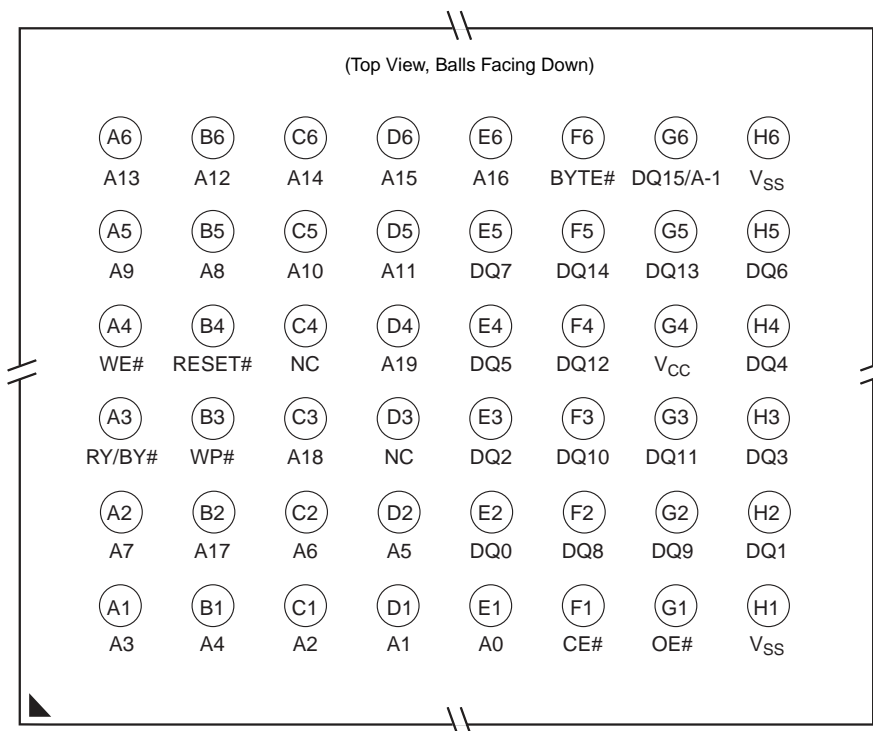 (Top View, Balls Facing Down)
A6 B6 C6 D6 E6 F6 G6 H6
A13 A12 A14 A15 A16 BYTE# DQ15/A-1 VSS
A5 B5 C5 D5 E5 F5 G5 H5
A9 A8 A10 A11 DQ7 DQ14 DQ13 DQ6
A4 B4 C4 D4 E4 F4 G4 H4
WE# RESET# NC A19 DQ5 DQ12 VCC DQ4
A3 B3 C3 D3 E3 F3 G3 H3
RY/BY# WP# A18 NC DQ2 DQ10 DQ11 DQ3
A2 B2 C2 D2 E2 F2 G2 H2
A7 A17 A6 A5 DQ0 DQ8 DQ9 DQ1
A1 B1 C1 D1 E1 F1 G1 H1
A3 A4 A2 A1 A0 CE# OE# VSS